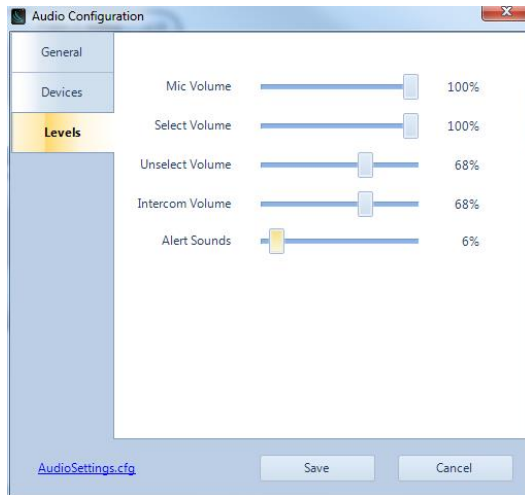 Audio Configuration
General
Devices
Levels
Mic Volume 100%
Select Volume 100%
Unselect Volume 68%
Intercom Volume 68%
Alert Sounds 6%
AudioSettings.cfg Save Cancel